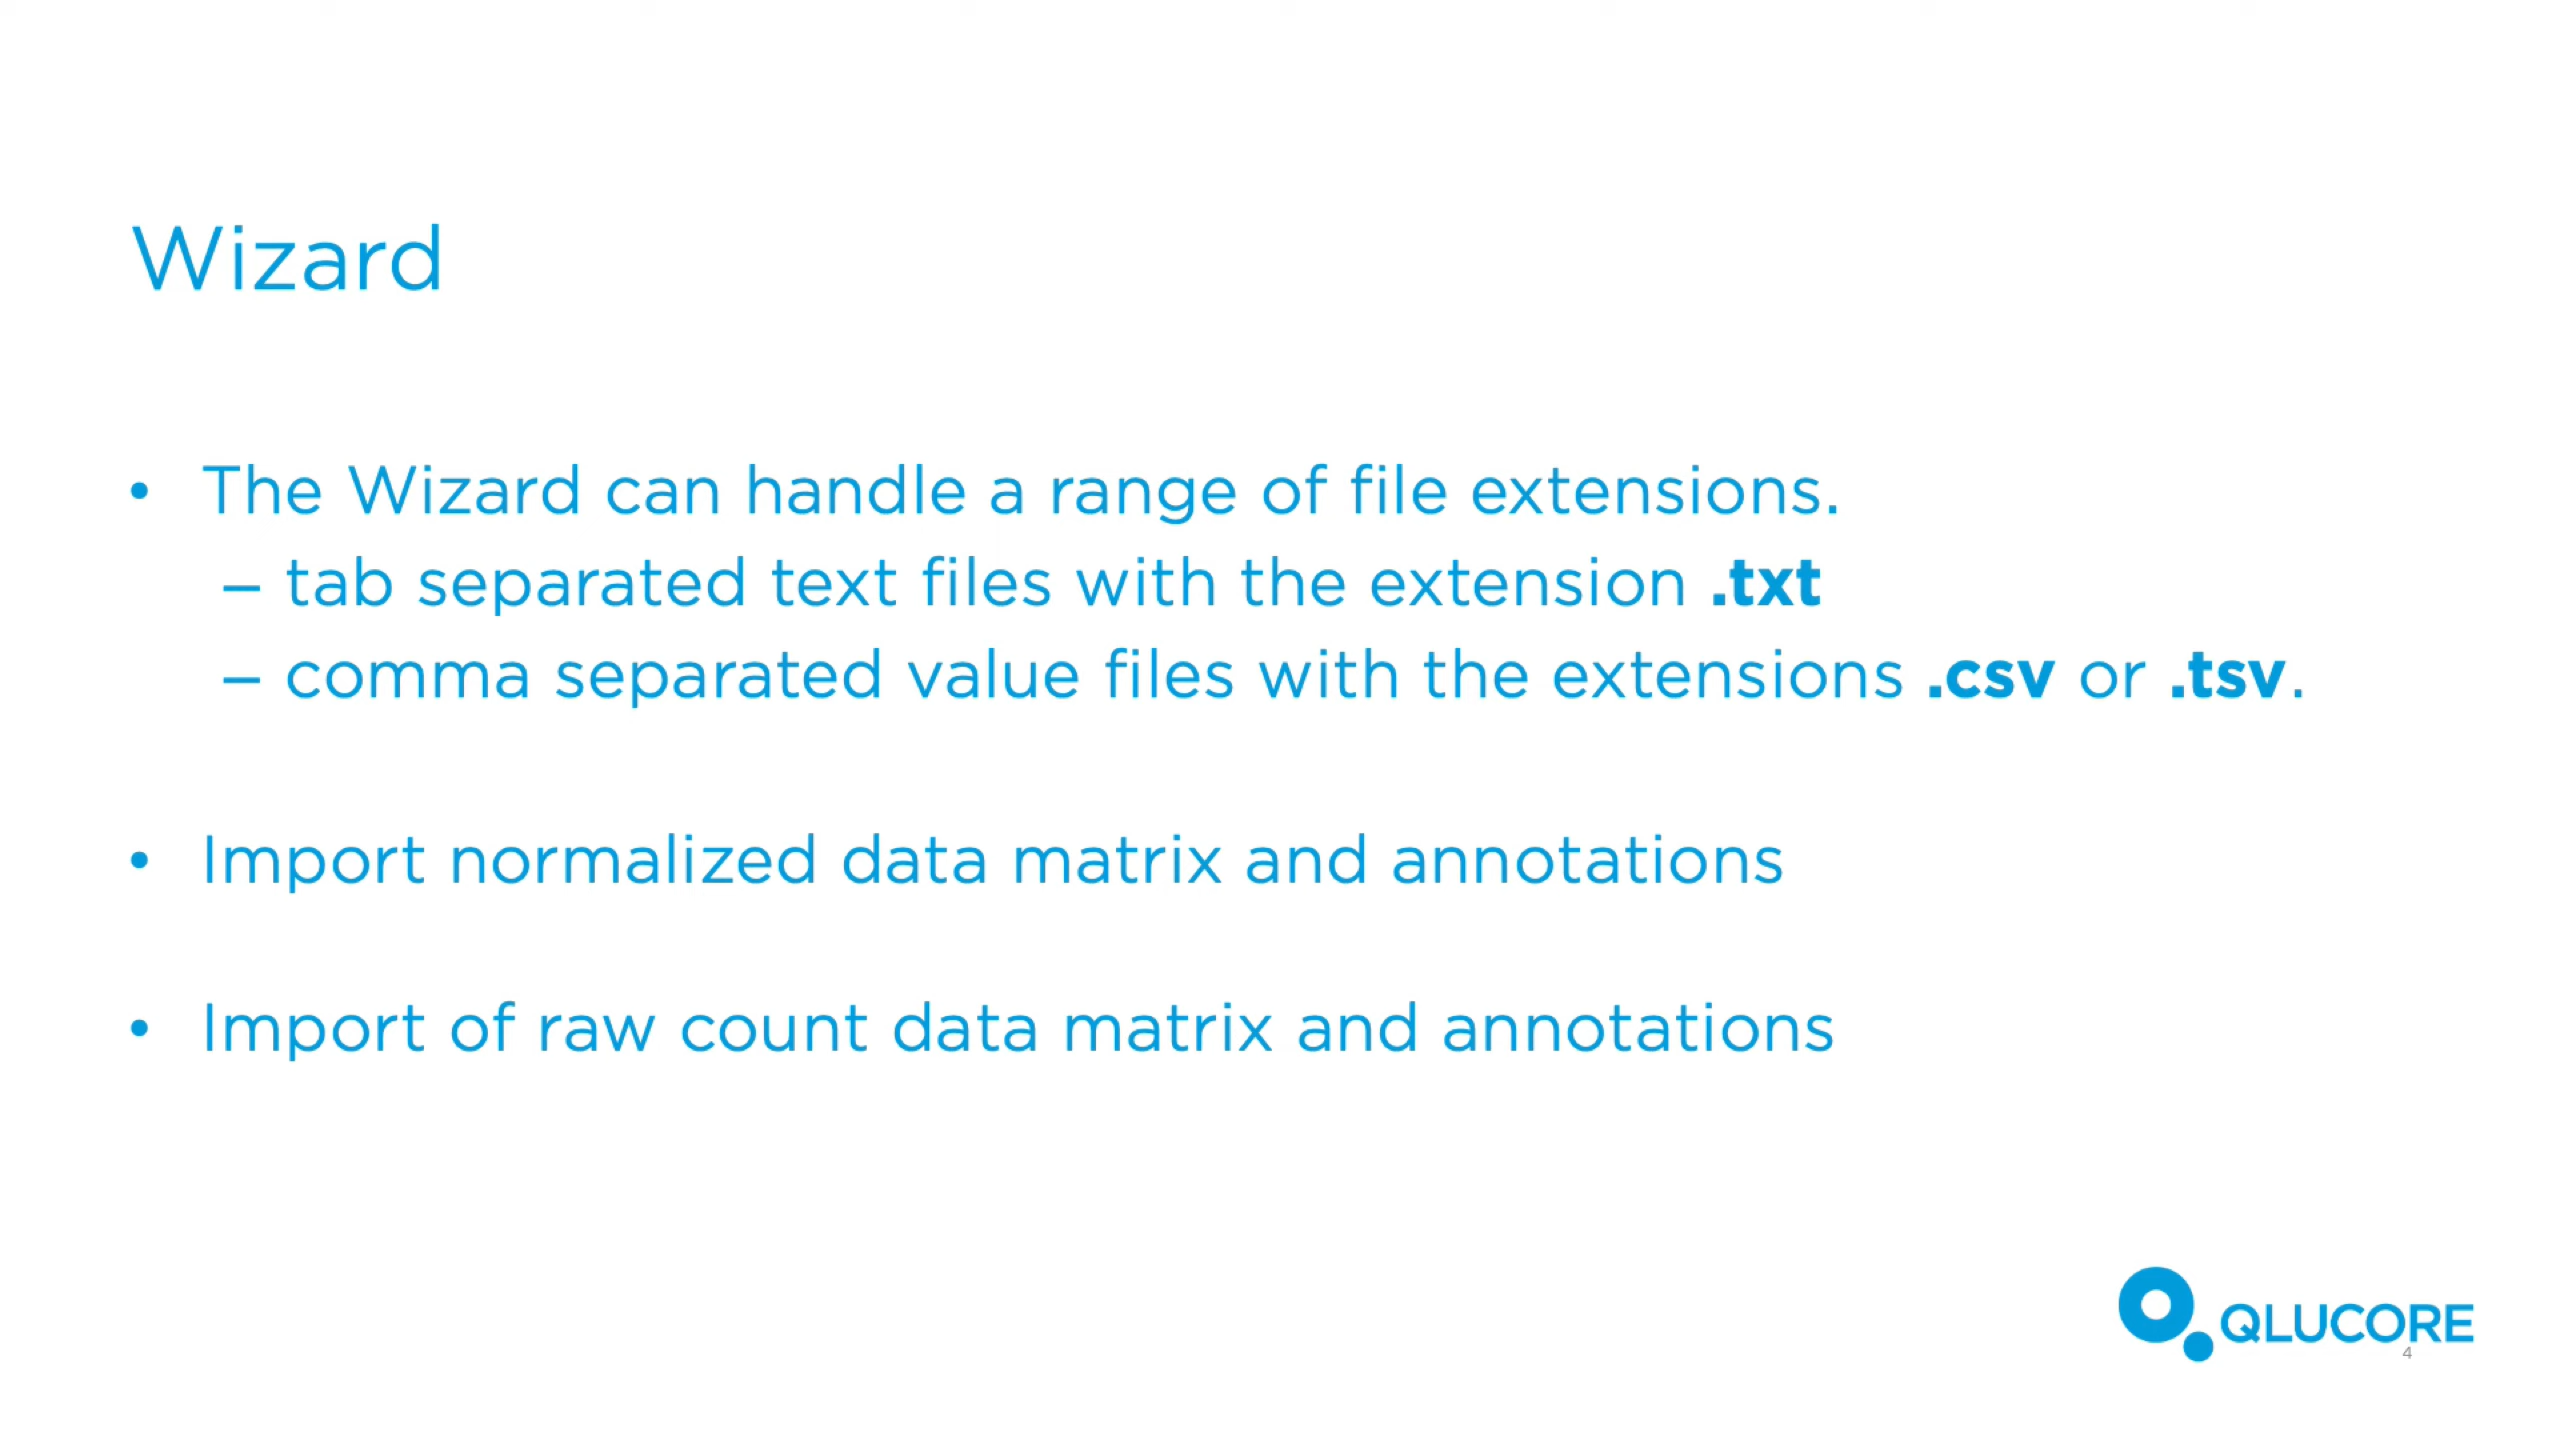 Wizard
• The Wizard can handle a range of file extensions.
– tab separated text files with the extension .txt
– comma separated value files with the extensions .csv or .tsv.
• Import normalized data matrix and annotations
• Import of raw count data matrix and annotations
QLUCORE
4